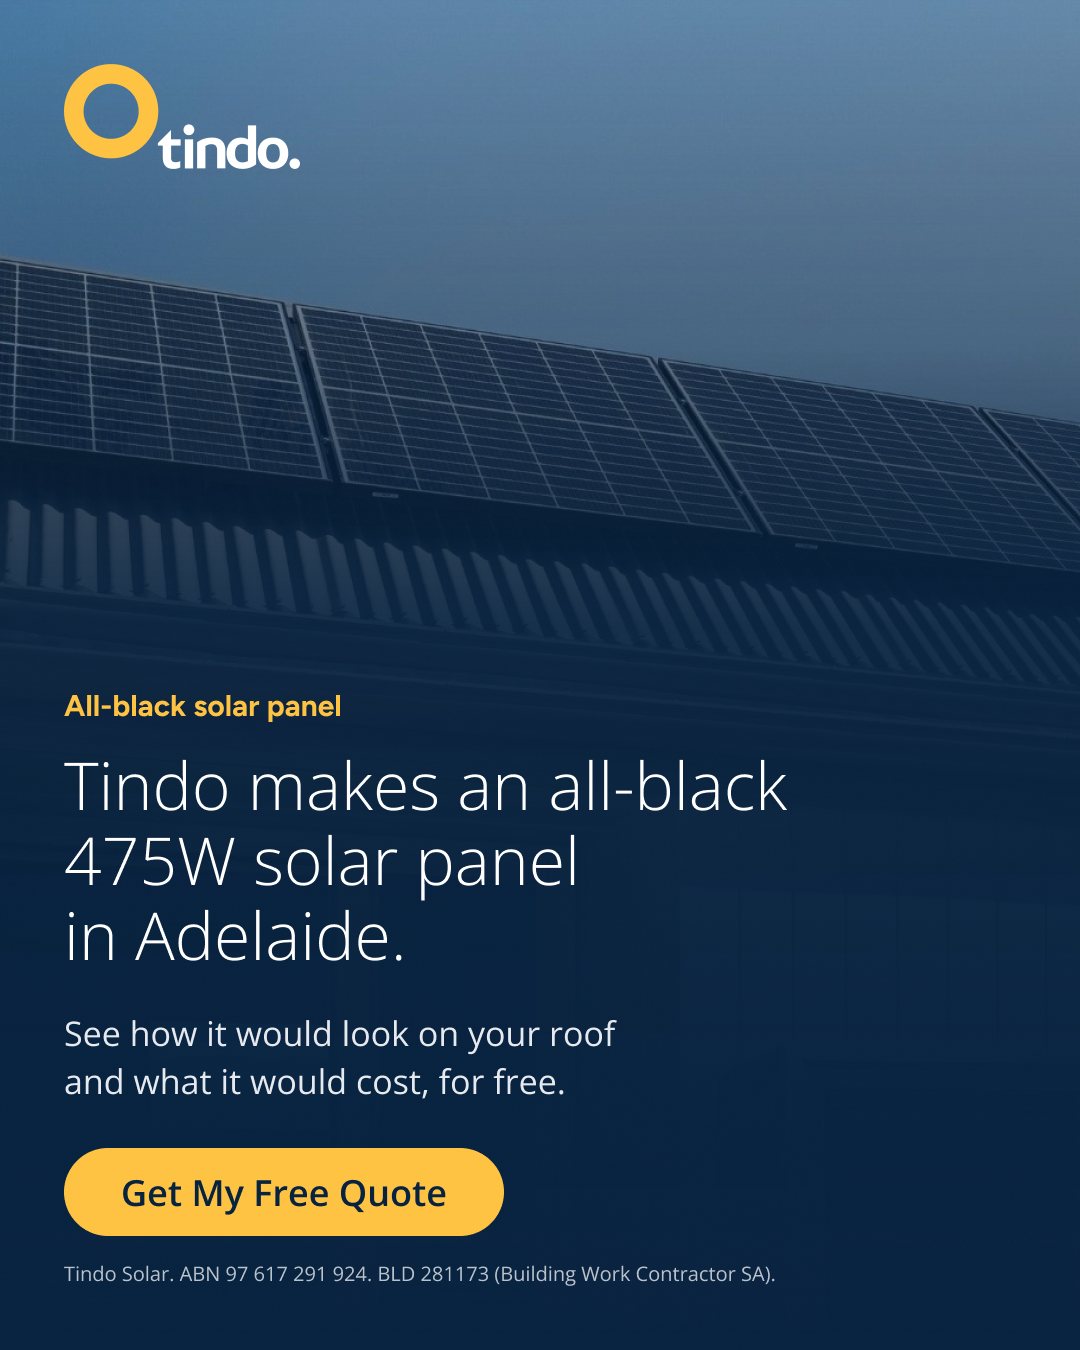 tindo.
All-black solar panel
Tindo makes an all-black
475W solar panel
in Adelaide.
See how it would look on your roof
and what it would cost, for free.
Get My Free Quote
Tindo Solar. ABN 97 617 291 924. BLD 281173 (Building Work Contractor SA).